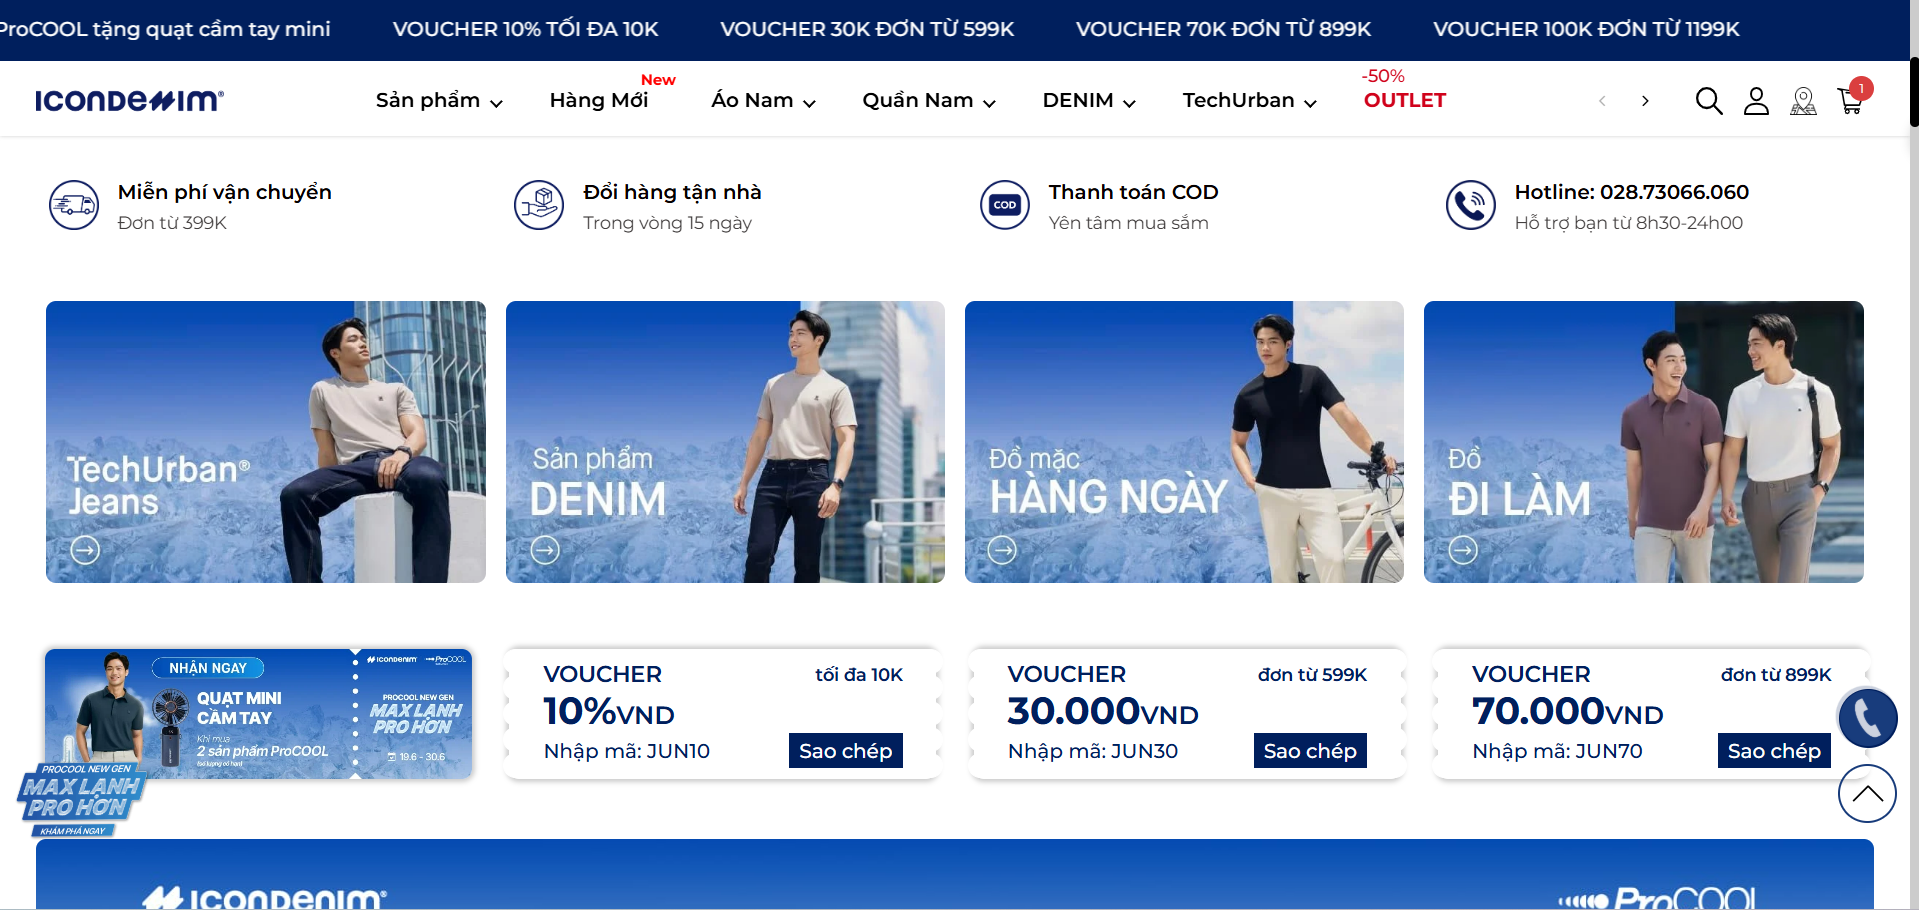 ProCOOL tặng quạt cầm tay mini VOUCHER 10% TỐI ĐA 10K VOUCHER 30K ĐƠN TỪ 599K VOUCHER 70K ĐƠN TỪ 899K VOUCHER 100K ĐƠN TỪ 1199K
ICONDENIM®
Sản phẩm
Hàng Mới
New
Áo Nam
Quần Nam
DENIM
TechUrban
-50%
OUTLET
1
Miễn phí vận chuyển
Đơn từ 399K
Đổi hàng tận nhà
Trong vòng 15 ngày
COD
Thanh toán COD
Yên tâm mua sắm
Hotline: 028.73066.060
Hỗ trợ bạn từ 8h30-24h00
TechUrban®
Jeans
Sản phẩm
DENIM
Đồ mặc
HÀNG NGÀY
Đồ
ĐI LÀM
NHẬN NGAY
QUẠT MINI
CẦM TAY
Khi mua
2 sản phẩm ProCOOL
(số lượng có hạn)
ICONDENIM ProCOOL
PROCOOL NEW GEN
MAX LẠNH
PRO HƠN
19.6 - 30.6
VOUCHER
tối đa 10K
10%VND
Nhập mã: JUN10
Sao chép
VOUCHER
đơn từ 599K
30.000VND
Nhập mã: JUN30
Sao chép
VOUCHER
đơn từ 899K
70.000VND
Nhập mã: JUN70
Sao chép
PROCOOL NEW GEN
MAX LẠNH
PRO HƠN
KHÁM PHÁ NGAY
ICONDENIM®
ProCOOL